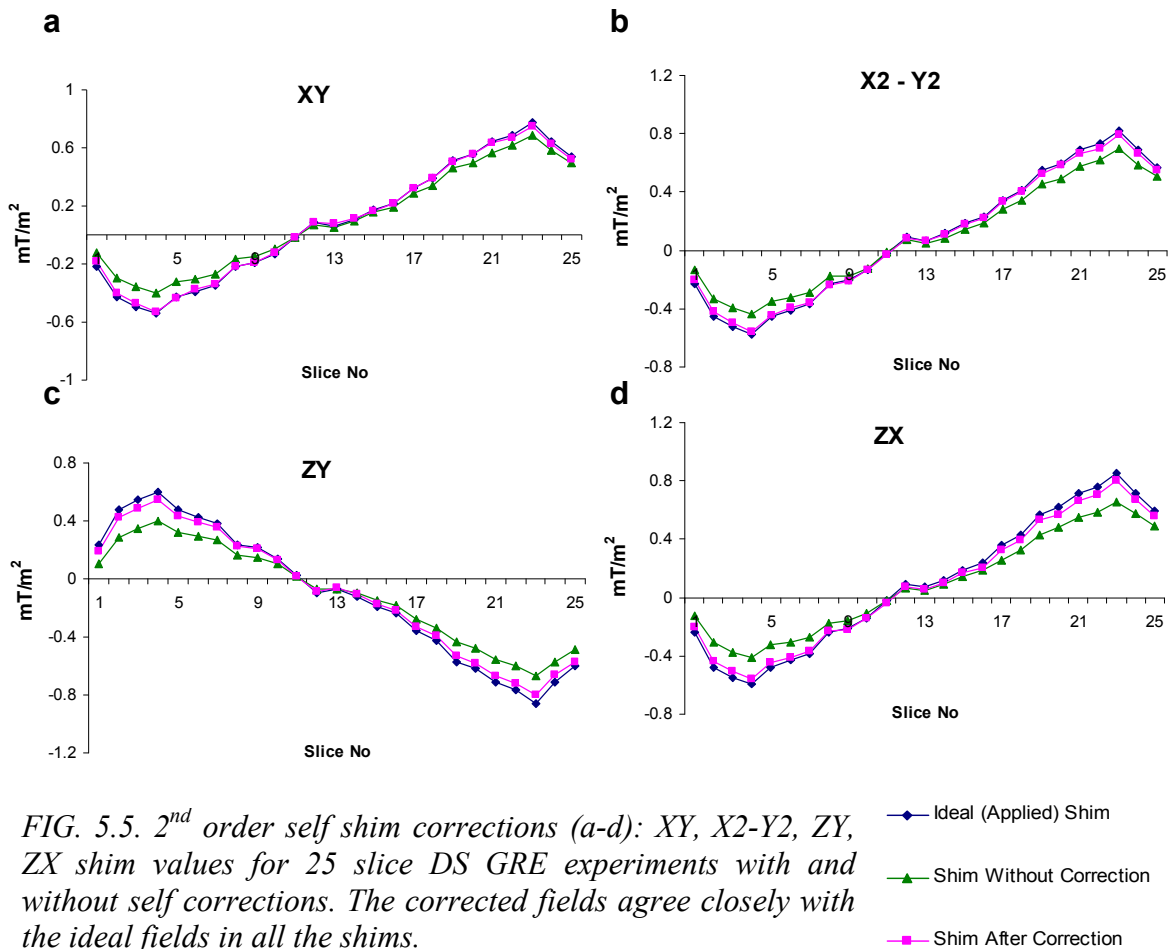 a
XY
1
0.6
0.2
-0.2
-0.6
-1
mT/m²
1 5 9 13 17 21 25
Slice No
b
X2 - Y2
1.2
0.8
0.4
0
-0.4
-0.8
mT/m²
1 5 9 13 17 21 25
Slice No
c
ZY
0.8
0.4
0
-0.4
-0.8
-1.2
mT/m²
1 5 9 13 17 21 25
Slice No
d
ZX
1.2
0.8
0.4
0
-0.4
-0.8
mT/m²
1 5 9 13 17 21 25
Slice No
FIG. 5.5. 2nd order self shim corrections (a-d): XY, X2-Y2, ZY,
ZX shim values for 25 slice DS GRE experiments with and
without self corrections. The corrected fields agree closely with
the ideal fields in all the shims.
Ideal (Applied) Shim
Shim Without Correction
Shim After Correction